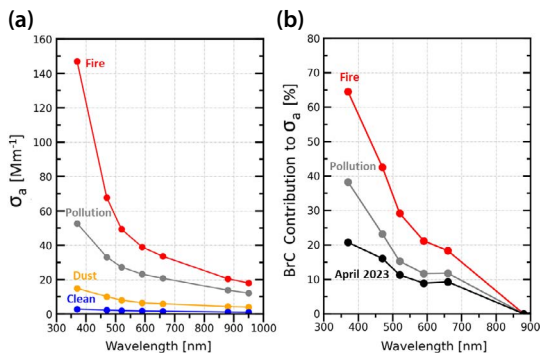 (a)
160
140
120
100
80
60
40
20
0
σa [Mm⁻¹]
Fire
Pollution
Dust
Clean
300 400 500 600 700 800 900 1000
Wavelength [nm]
(b)
80
70
60
50
40
30
20
10
0
BrC Contribution to σa [%]
Fire
Pollution
April 2023
300 400 500 600 700 800 900
Wavelength [nm]